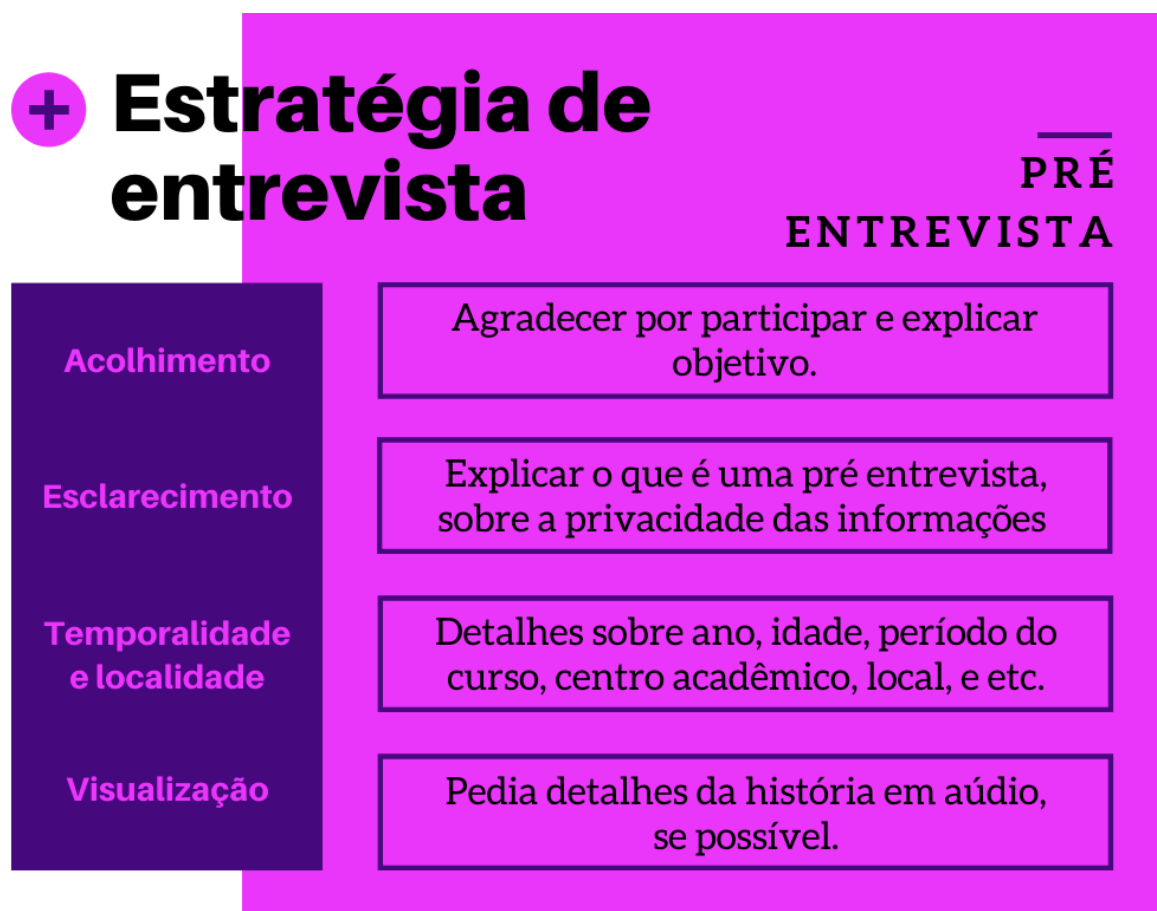 + Estratégia de
entrevista
PRÉ
ENTREVISTA
Acolhimento
Agradecer por participar e explicar
objetivo.
Esclarecimento
Explicar o que é uma pré entrevista,
sobre a privacidade das informações
Temporalidade
e localidade
Detalhes sobre ano, idade, período do
curso, centro acadêmico, local, e etc.
Visualização
Pedia detalhes da história em aúdio,
se possível.